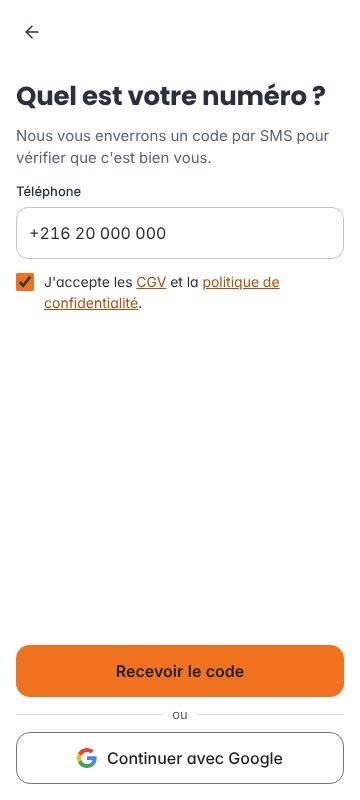 Quel est votre numéro ?
Nous vous enverrons un code par SMS pour
vérifier que c'est bien vous.
Téléphone
+216 20 000 000
J'accepte les CGV et la politique de
confidentialité.
Recevoir le code
ou
Continuer avec Google